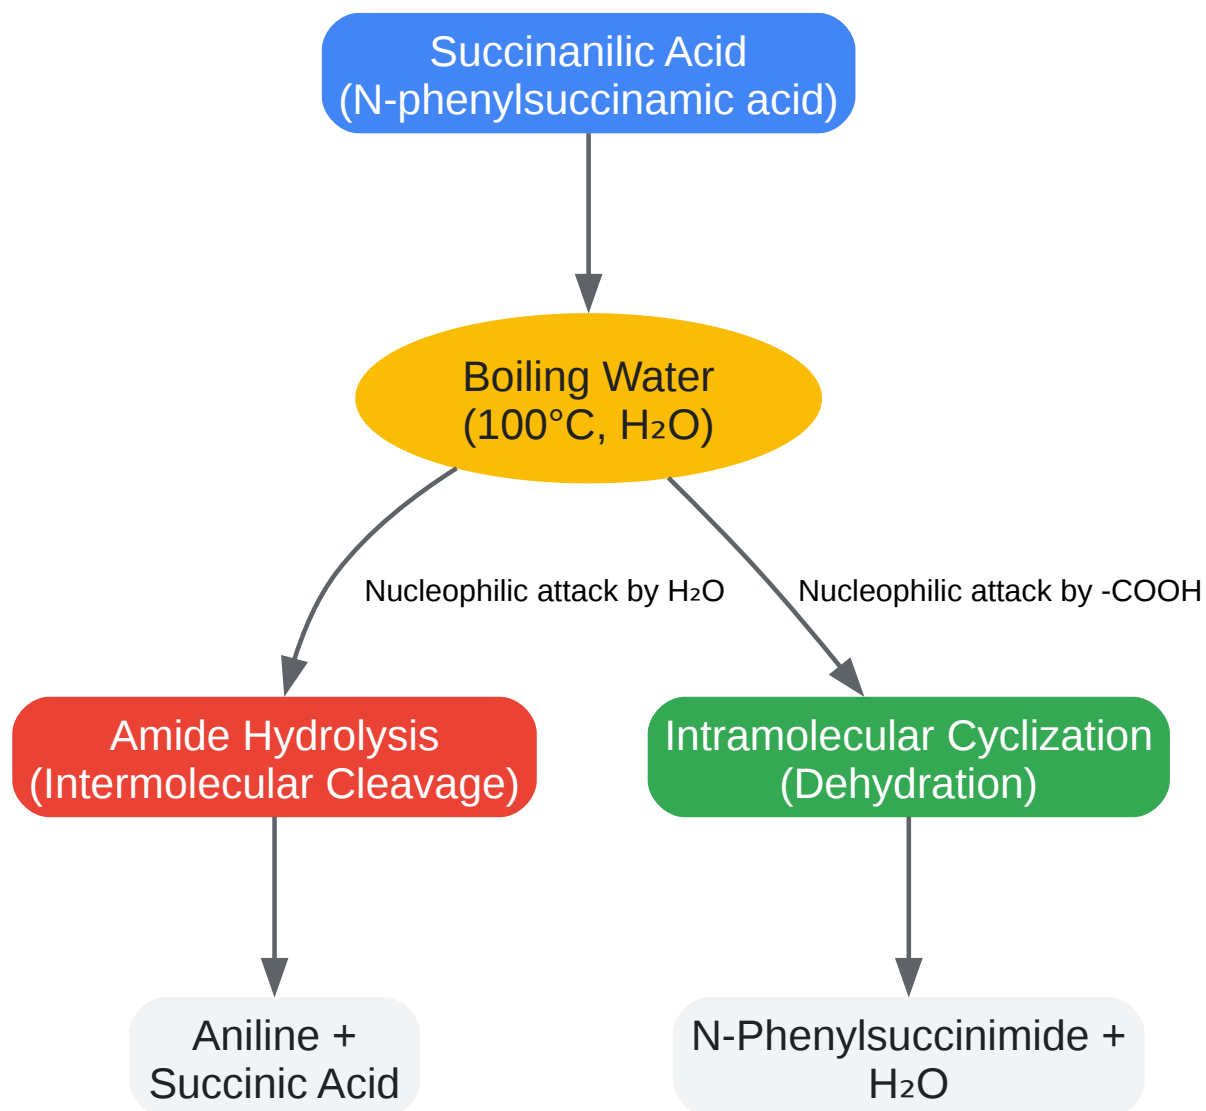 Succinanilic Acid
(N-phenylsuccinamic acid)
Boiling Water
(100°C, H₂O)
Nucleophilic attack by H₂O
Nucleophilic attack by -COOH
Amide Hydrolysis
(Intermolecular Cleavage)
Intramolecular Cyclization
(Dehydration)
Aniline +
Succinic Acid
N-Phenylsuccinimide +
H₂O